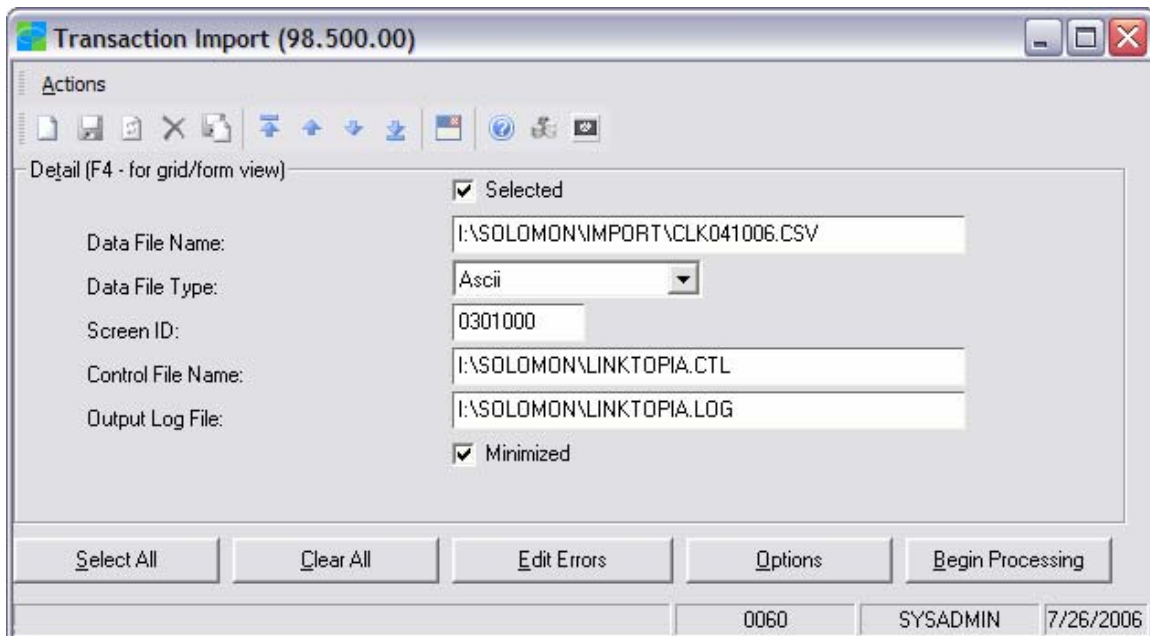 Transaction Import (98.500.00)
Actions
Detail (F4 - for grid/form view)
Selected
Data File Name: I:\SOLOMON\IMPORT\CLK041006.CSV
Data File Type: Ascii
Screen ID: 0301000
Control File Name: I:\SOLOMON\LINKTOPIA.CTL
Output Log File: I:\SOLOMON\LINKTOPIA.LOG
Minimized
Select All Clear All Edit Errors Options Begin Processing
0060 SYSADMIN 7/26/2006